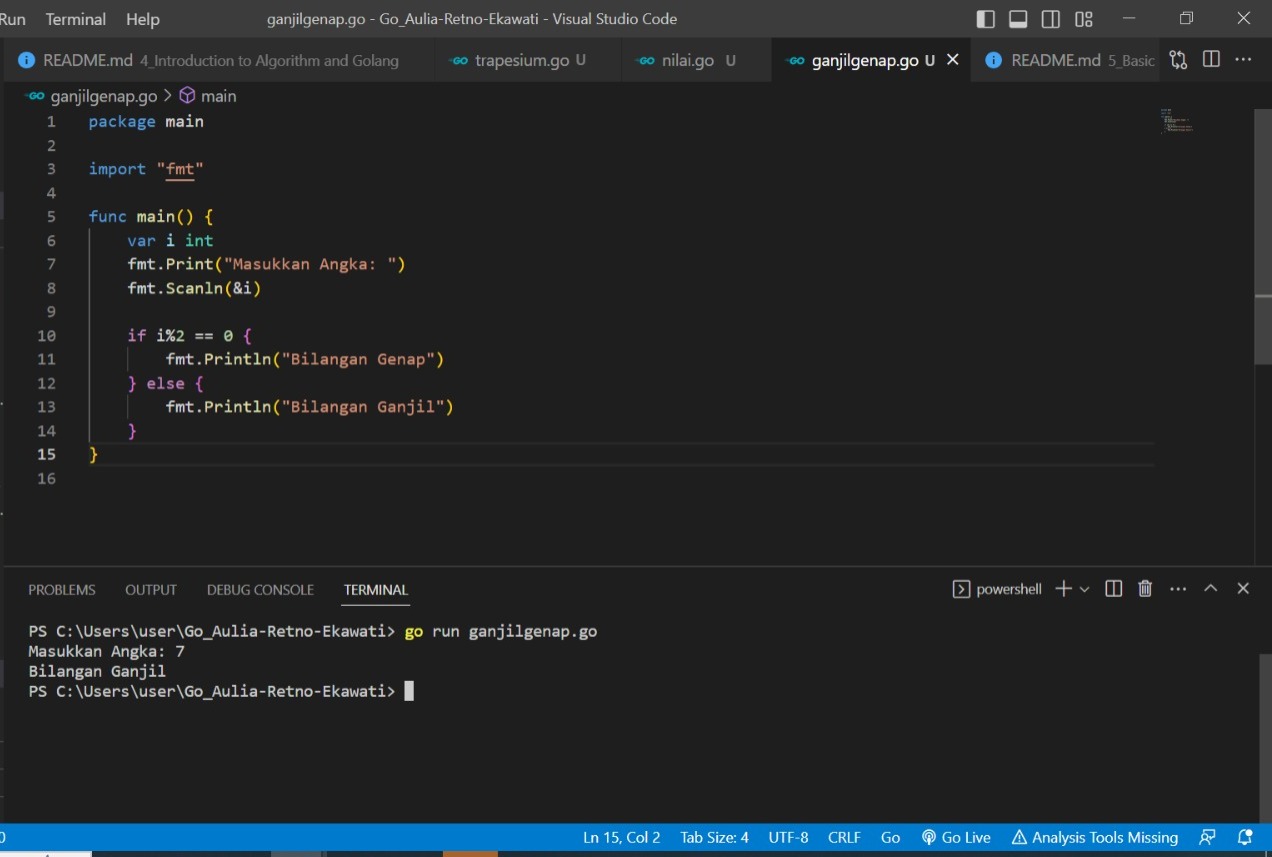 Run Terminal Help ganjilgenap.go - Go_Aulia-Retno-Ekawati - Visual Studio Code
README.md 4_Introduction to Algorithm and Golang GO trapesium.go U GO nilai.go U GO ganjilgenap.go U README.md 5_Basic
GO ganjilgenap.go > main
1 package main
2
3 import "fmt"
4
5 func main() {
6 var i int
7 fmt.Print("Masukkan Angka: ")
8 fmt.Scanln(&i)
9
10 if i%2 == 0 {
11 fmt.Println("Bilangan Genap")
12 } else {
13 fmt.Println("Bilangan Ganjil")
14 }
15 }
16
PROBLEMS OUTPUT DEBUG CONSOLE TERMINAL powershell
PS C:\Users\user\Go_Aulia-Retno-Ekawati> go run ganjilgenap.go
Masukkan Angka: 7
Bilangan Ganjil
PS C:\Users\user\Go_Aulia-Retno-Ekawati>
0 Ln 15, Col 2 Tab Size: 4 UTF-8 CRLF Go Go Live Analysis Tools Missing